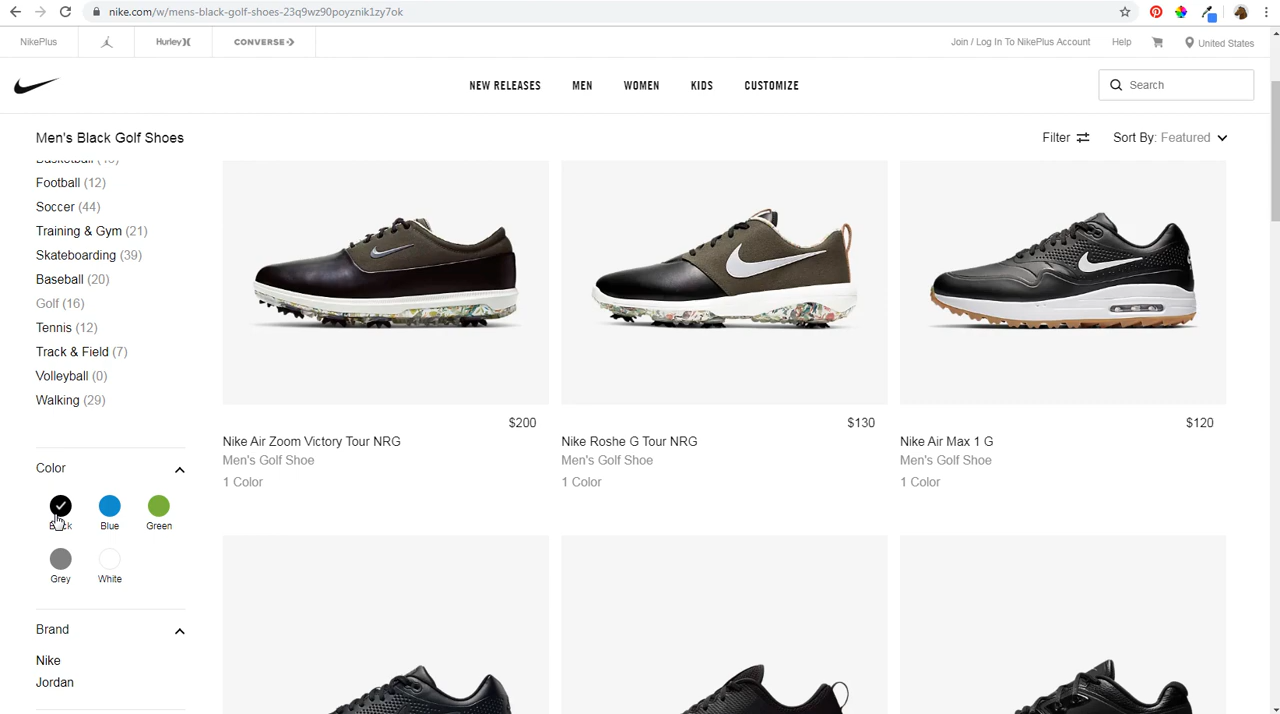 nike.com/w/mens-black-golf-shoes-23q9wz90poyznik1zy7ok
NikePlus
Hurley
CONVERSE
Join / Log In To NikePlus Account
Help
United States
NEW RELEASES
MEN
WOMEN
KIDS
CUSTOMIZE
Search
Men's Black Golf Shoes
Filter
Sort By: Featured
Football (12)
Soccer (44)
Training & Gym (21)
Skateboarding (39)
Baseball (20)
Golf (16)
Tennis (12)
Track & Field (7)
Volleyball (0)
Walking (29)
Color
Black
Blue
Green
Grey
White
Brand
Nike
Jordan
$200
Nike Air Zoom Victory Tour NRG
Men's Golf Shoe
1 Color
$130
Nike Roshe G Tour NRG
Men's Golf Shoe
1 Color
$120
Nike Air Max 1 G
Men's Golf Shoe
1 Color